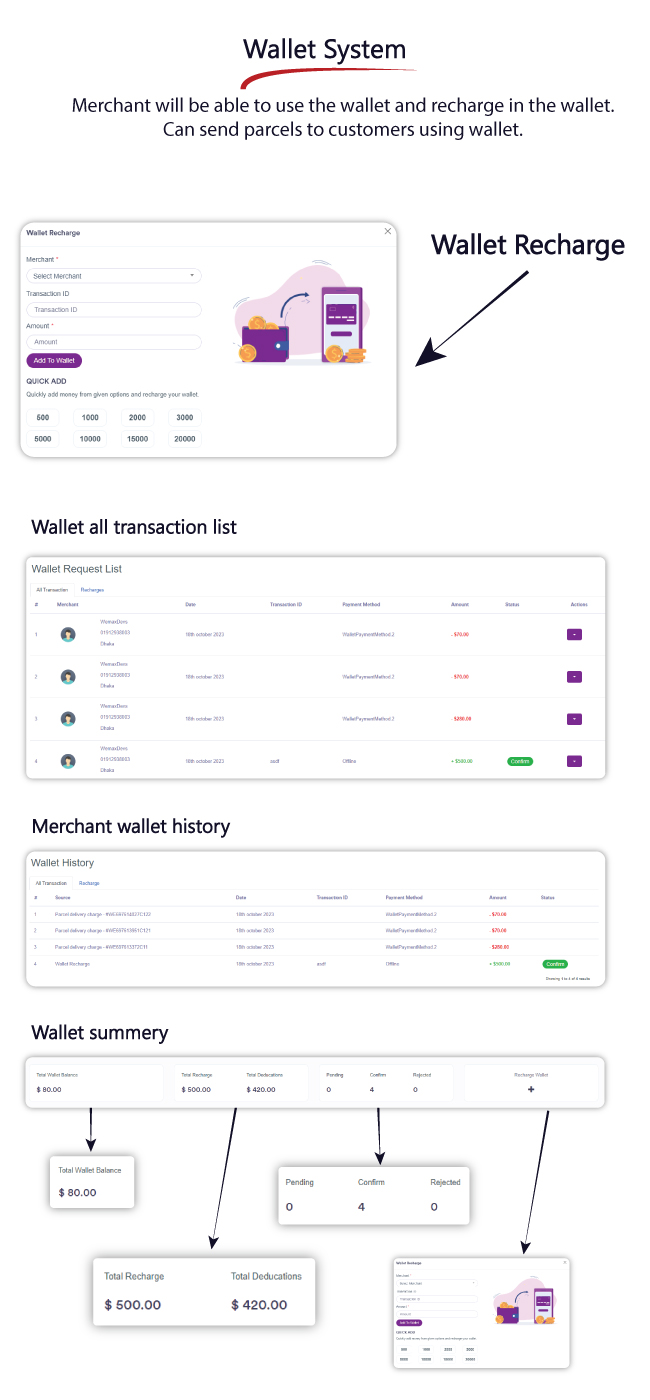 Wallet System
Merchant will be able to use the wallet and recharge in the wallet.
Can send parcels to customers using wallet.
Wallet Recharge
Wallet Recharge
Merchant *
Select Merchant
Transaction ID
Transaction ID
Amount *
Amount
Add To Wallet
QUICK ADD
Quickly add money from given options and recharge your wallet.
500 1000 2000 3000
5000 10000 15000 20000
Wallet all transaction list
Wallet Request List
All Transaction Recharges
# Merchant Date Transaction ID Payment Method Amount Status Actions
WemaxDevs
1 18th october 2023 WalletPaymentMethod.2 - $70.00
Dhaka
WemaxDevs
2 18th october 2023 WalletPaymentMethod.2 - $70.00
Dhaka
WemaxDevs
3 18th october 2023 WalletPaymentMethod.2 - $280.00
Dhaka
WemaxDevs
4 18th october 2023 asdf Offline + $500.00 Confirm
Dhaka
Merchant wallet history
Wallet History
All Transaction Recharge
# Source Date Transaction ID Payment Method Amount Status
1 Parcel delivery charge - 18th october 2023 WalletPaymentMethod.2 - $70.00
2 Parcel delivery charge - 18th october 2023 WalletPaymentMethod.2 - $70.00
3 Parcel delivery charge - 18th october 2023 WalletPaymentMethod.2 - $280.00
4 Wallet Recharge 18th october 2023 asdf Offline + $500.00 Confirm
Showing 1 to 4 of 4 results
Wallet summery
Total Wallet Balance Total Recharge Total Deducations Pending Confirm Rejected Recharge Wallet
$ 80.00 $ 500.00 $ 420.00 0 4 0 +
Total Wallet Balance
$ 80.00
Pending Confirm Rejected
0 4 0
Total Recharge Total Deducations
$ 500.00 $ 420.00
Wallet Recharge
Merchant *
Select Merchant
Transaction ID
Transaction ID
Amount *
Amount
Add To Wallet
QUICK ADD
Quickly add money from given options and recharge your wallet.
500 1000 2000 3000
5000 10000 15000 20000